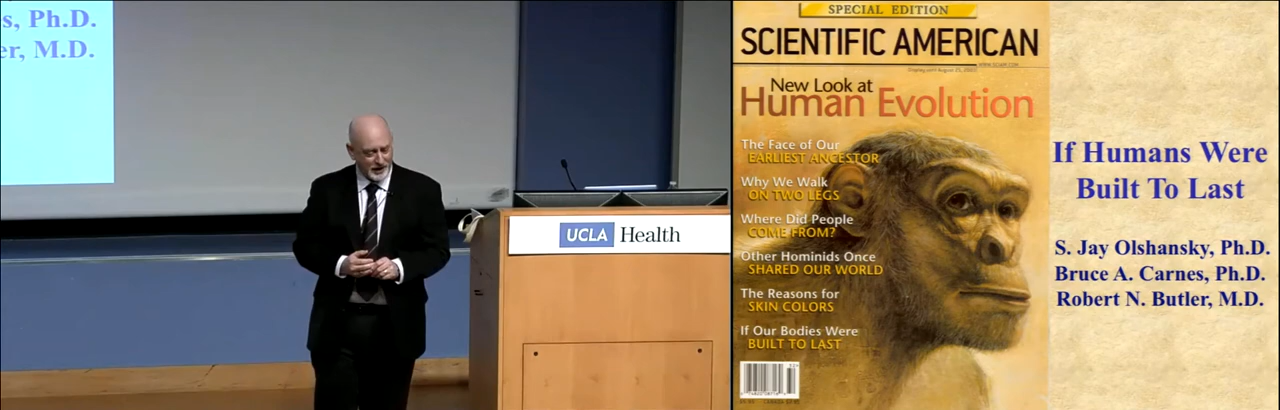 s, Ph.D.
er, M.D.
UCLA Health
SPECIAL EDITION
SCIENTIFIC AMERICAN
New Look at
Human Evolution
The Face of Our
EARLIEST ANCESTOR
Why We Walk
ON TWO LEGS
Where Did People
COME FROM?
Other Hominids Once
SHARED OUR WORLD
The Reasons for
SKIN COLORS
If Our Bodies Were
BUILT TO LAST
If Humans Were
Built To Last
S. Jay Olshansky, Ph.D.
Bruce A. Carnes, Ph.D.
Robert N. Butler, M.D.